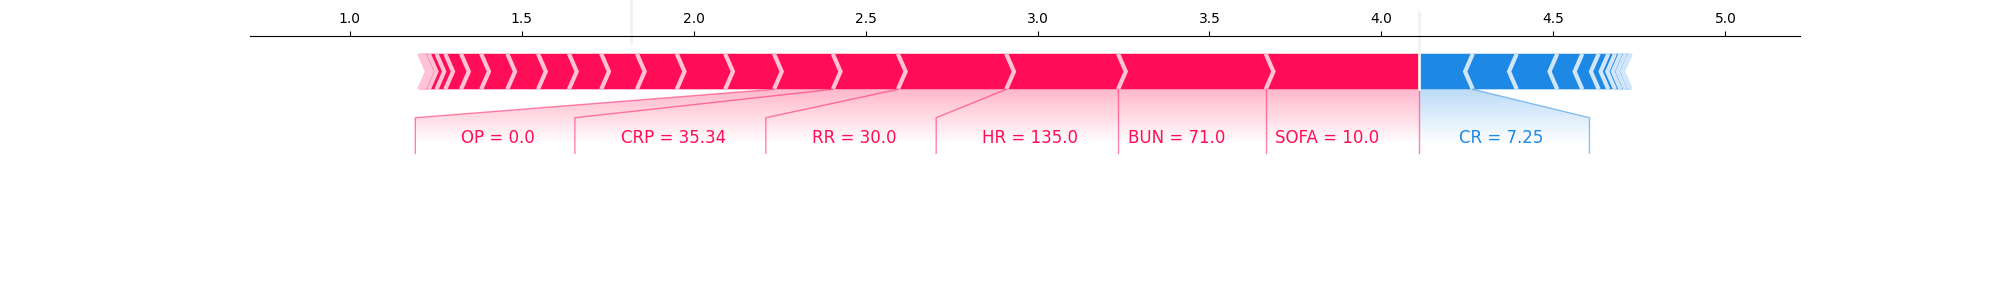 1.0 1.5 2.0 2.5 3.0 3.5 4.0 4.5 5.0
OP = 0.0 CRP = 35.34 RR = 30.0 HR = 135.0 BUN = 71.0 SOFA = 10.0 CR = 7.25